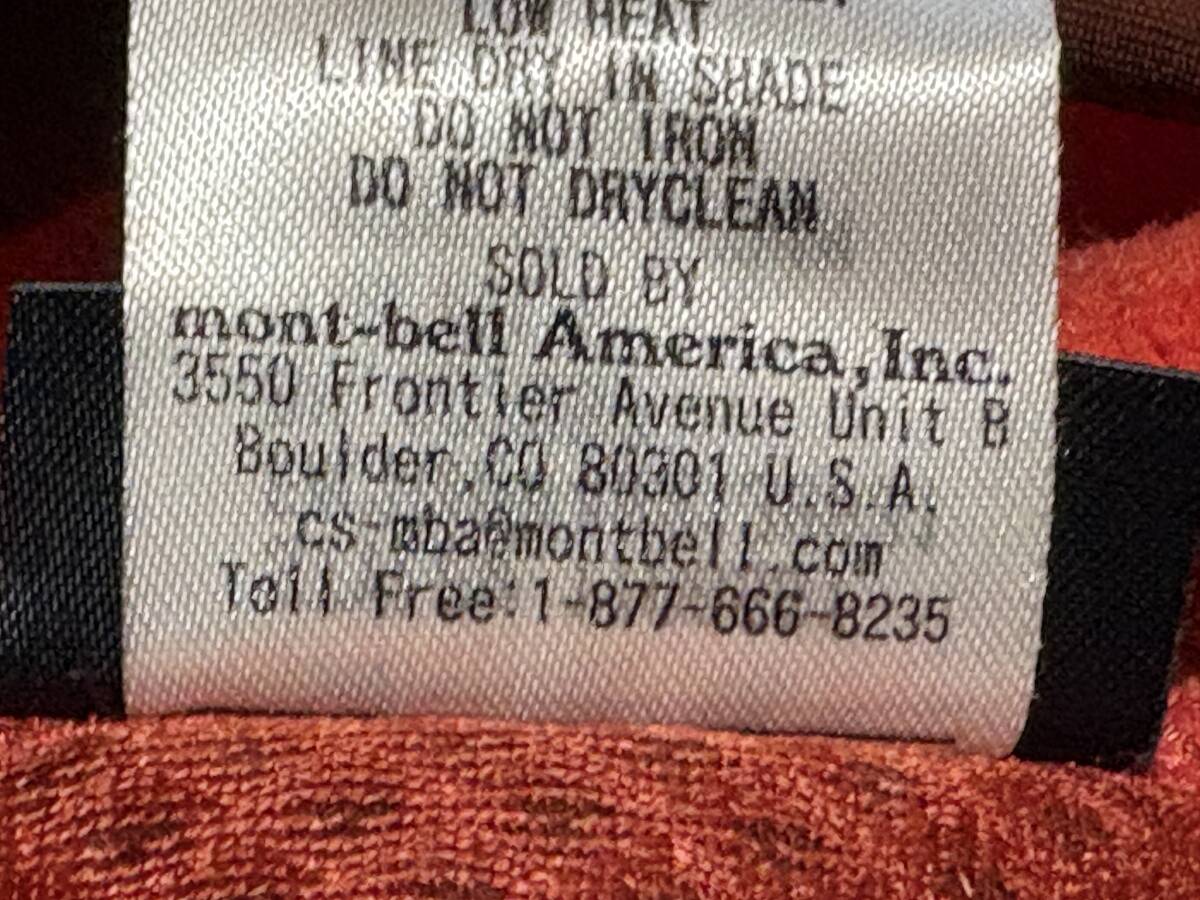 LOW HEAT
LINE DRY IN SHADE
DO NOT IRON
DO NOT DRYCLEAN
SOLD BY
mont-bell America,Inc.
3550 Frontier Avenue Unit B
Boulder,CO 80301 U.S.A.
cs-mba@montbell.com
Toll Free:1-877-666-8235